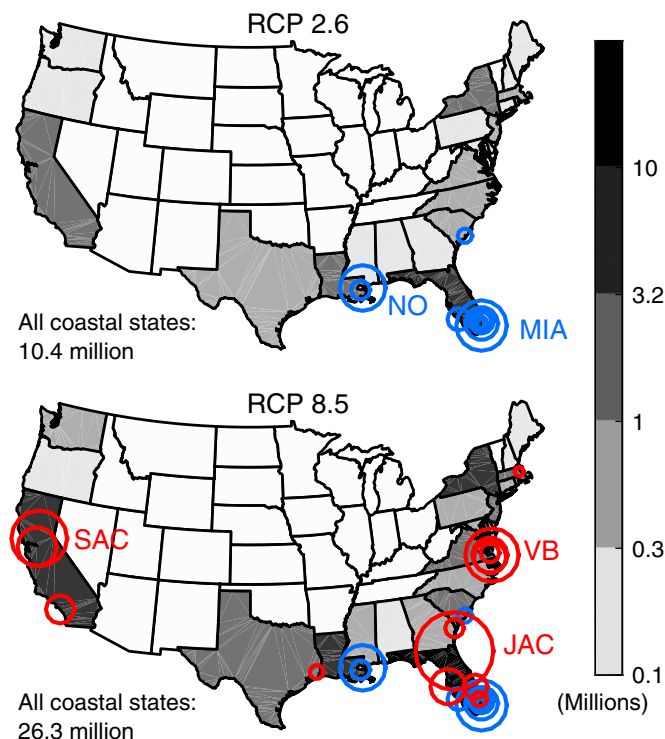 RCP 2.6
NO
MIA
All coastal states:
10.4 million
RCP 8.5
SAC
VB
JAC
All coastal states:
26.3 million
10
3.2
1
0.3
0.1
(Millions)